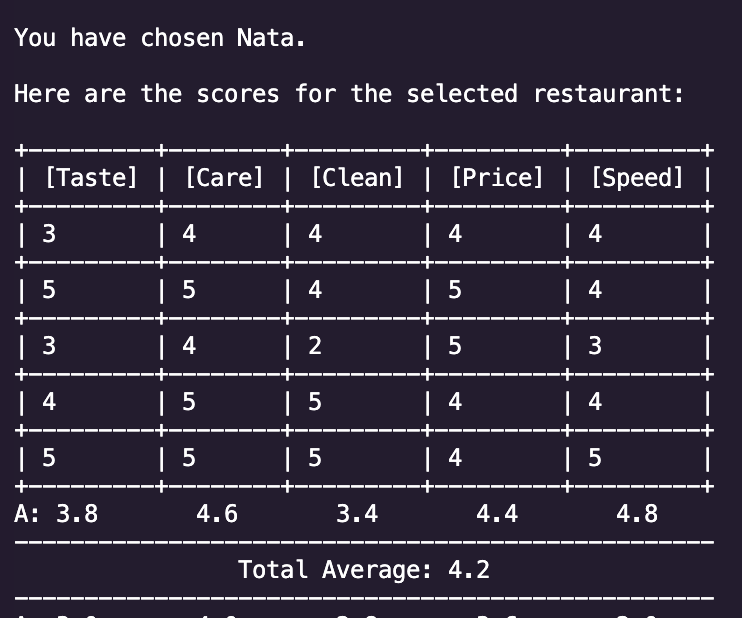 You have chosen Nata.
Here are the scores for the selected restaurant:
+---------+--------+---------+---------+---------+
| [Taste] | [Care] | [Clean] | [Price] | [Speed] |
+---------+--------+---------+---------+---------+
| 3       | 4      | 4       | 4       | 4       |
+---------+--------+---------+---------+---------+
| 5       | 5      | 4       | 5       | 4       |
+---------+--------+---------+---------+---------+
| 3       | 4      | 2       | 5       | 3       |
+---------+--------+---------+---------+---------+
| 4       | 5      | 5       | 4       | 4       |
+---------+--------+---------+---------+---------+
| 5       | 5      | 5       | 4       | 5       |
+---------+--------+---------+---------+---------+
A: 3.8       4.6       3.4       4.4       4.8
--------------------------------------------------
                Total Average: 4.2
--------------------------------------------------